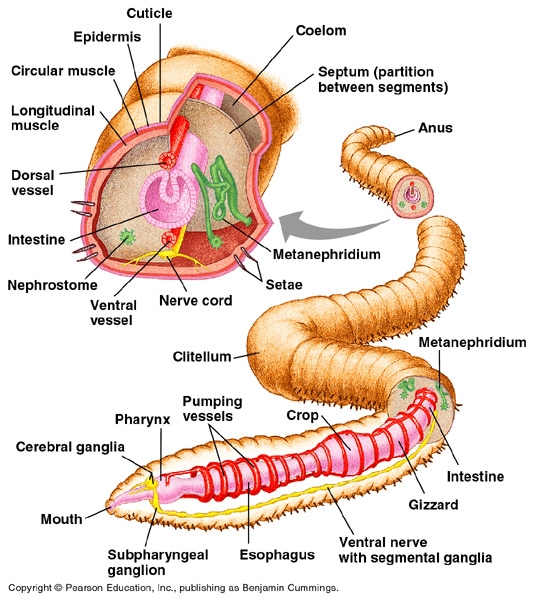 Cuticle
Epidermis
Coelom
Circular muscle
Septum (partition
between segments)
Longitudinal
muscle
Anus
Dorsal
vessel
Intestine
Metanephridium
Nephrostome
Setae
Ventral
vessel
Nerve cord
Clitellum
Metanephridium
Pumping
vessels
Pharynx
Crop
Cerebral ganglia
Intestine
Gizzard
Mouth
Subpharyngeal
ganglion
Esophagus
Ventral nerve
with segmental ganglia
Copyright © Pearson Education, Inc., publishing as Benjamin Cummings.